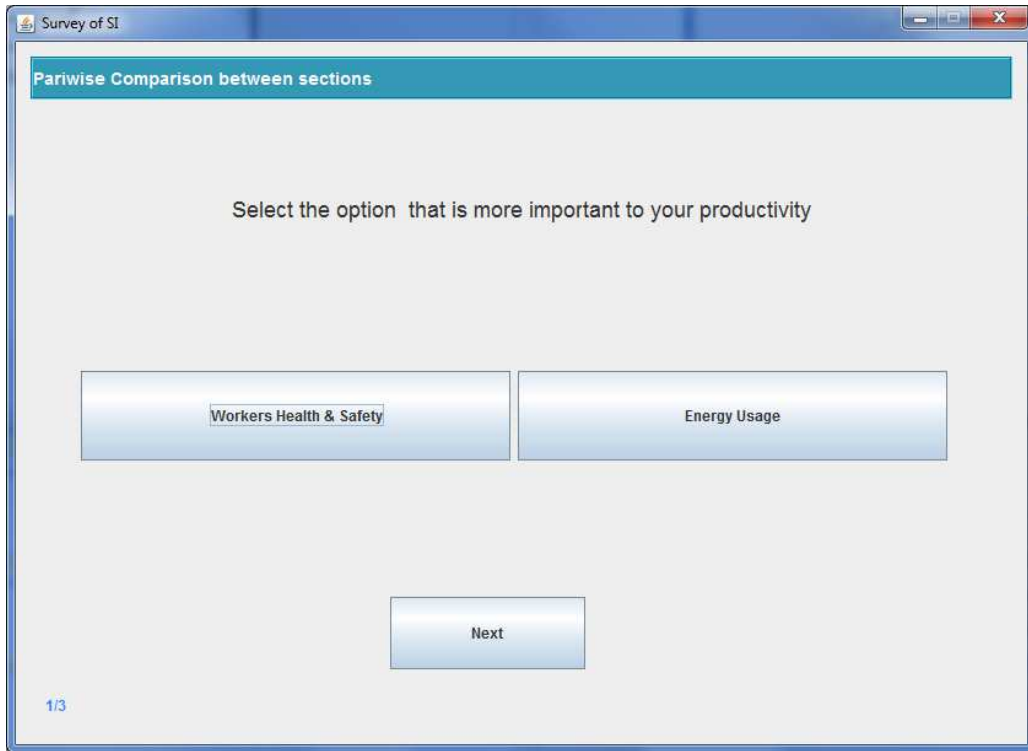 Survey of SI
Pariwise Comparison between sections
Select the option  that is more important to your productivity
Workers Health & Safety
Energy Usage
Next
1/3